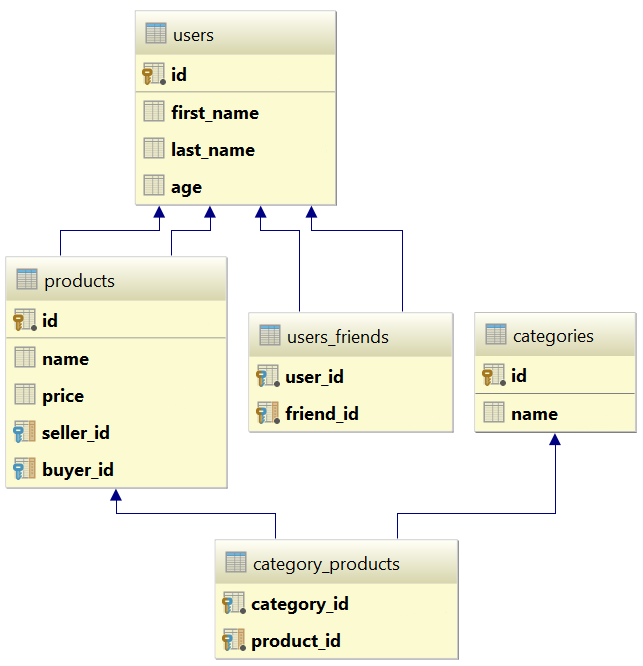 users
id
first_name
last_name
age
products
id
name
price
seller_id
buyer_id
users_friends
user_id
friend_id
categories
id
name
category_products
category_id
product_id